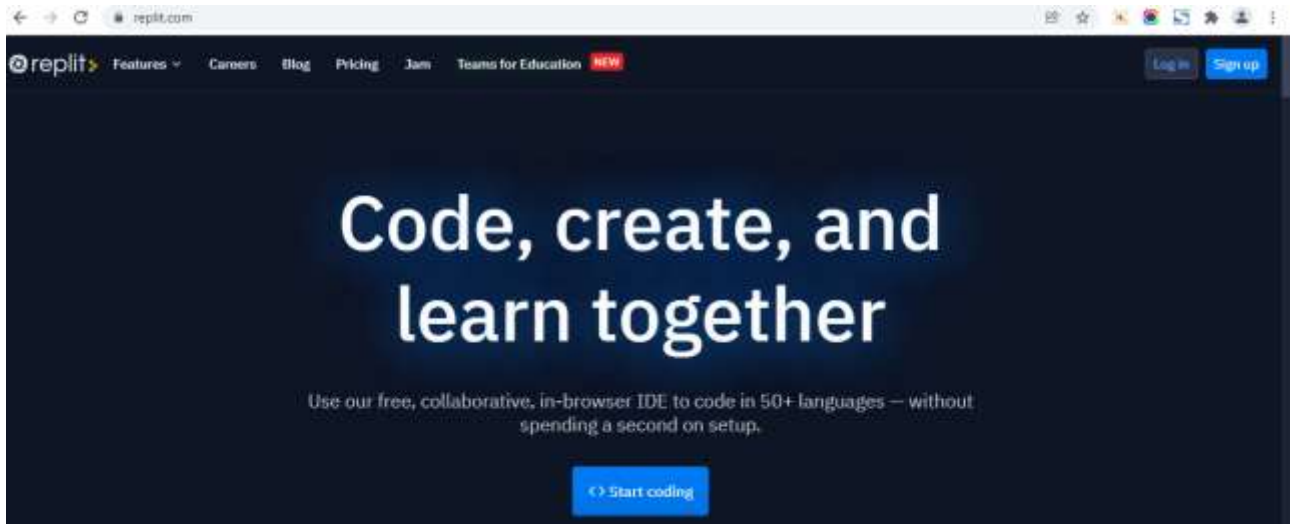 replit.com
replit
Features Careers Blog Pricing Jam Teams for Education NEW
Log in Sign up
Code, create, and
learn together
Use our free, collaborative, in-browser IDE to code in 50+ languages — without
spending a second on setup.
<> Start coding